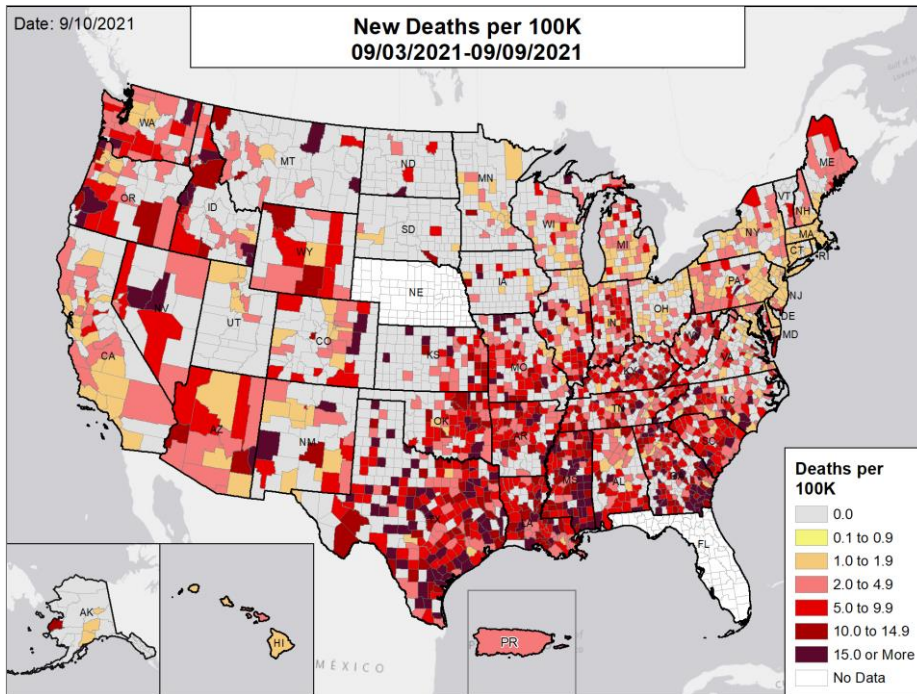 Date: 9/10/2021
New Deaths per 100K
09/03/2021-09/09/2021
WA
MT
ND
MN
ME
OR
ID
WY
SD
WI
MI
NY
VT
NH
MA
CT
RI
NV
UT
CO
NE
IA
IN
OH
PA
NJ
DE
MD
CA
KS
MO
KY
VA
AZ
NM
OK
AR
TN
NC
SC
MS
AL
LA
FL
AK
HI
PR
MÉXICO
Deaths per
100K
0.0
0.1 to 0.9
1.0 to 1.9
2.0 to 4.9
5.0 to 9.9
10.0 to 14.9
15.0 or More
No Data